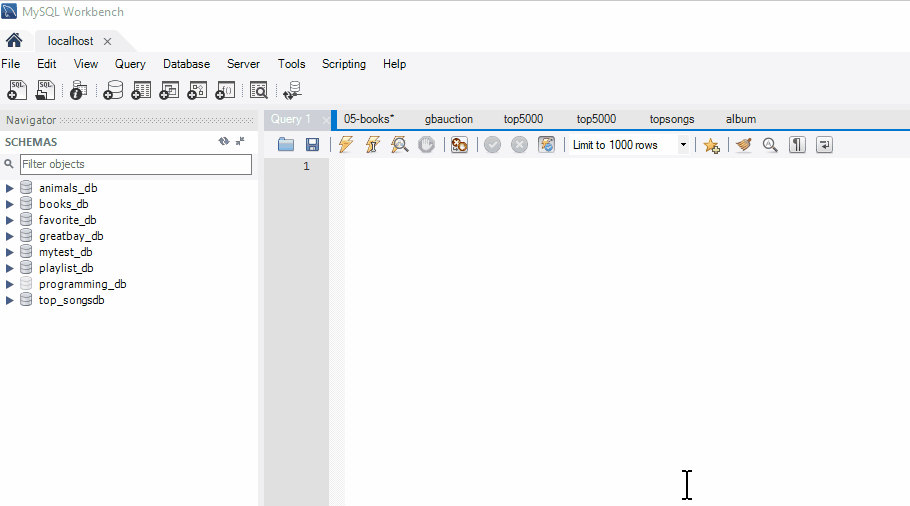 MySQL Workbench
localhost
File Edit View Query Database Server Tools Scripting Help
Navigator
Query 1 05-books* gbauction top5000 top5000 topsongs album
SCHEMAS
Limit to 1000 rows
Filter objects
1
animals_db
books_db
favorite_db
greatbay_db
mytest_db
playlist_db
programming_db
top_songsdb